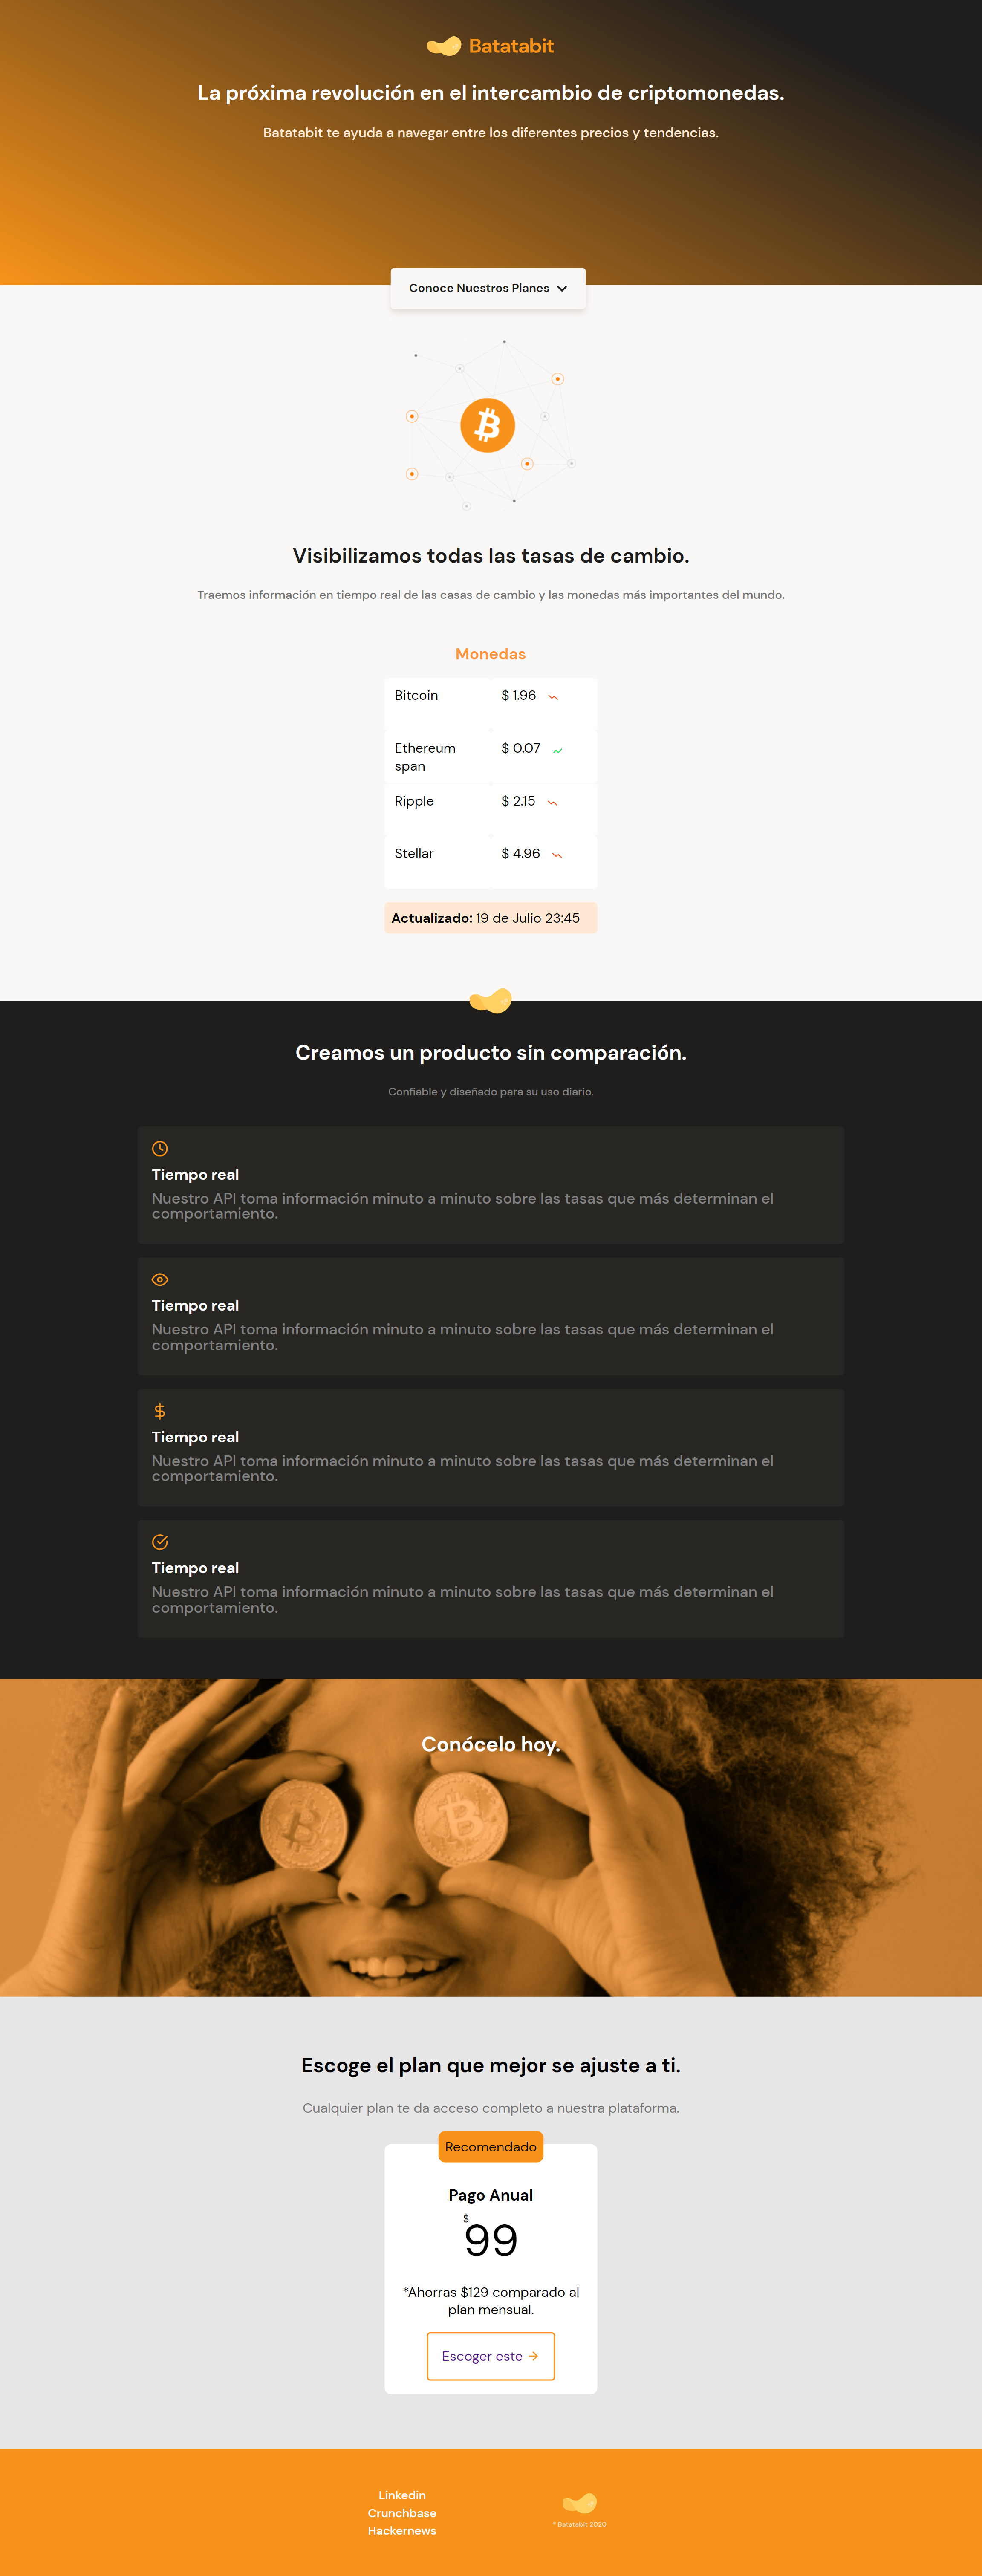 Batatabit
La próxima revolución en el intercambio de criptomonedas.
Batatabit te ayuda a navegar entre los diferentes precios y tendencias.
Conoce Nuestros Planes
Visibilizamos todas las tasas de cambio.
Traemos información en tiempo real de las casas de cambio y las monedas más importantes del mundo.
Monedas
Bitcoin $ 1.96
Ethereum $ 0.07
span
Ripple $ 2.15
Stellar $ 4.96
Actualizado: 19 de Julio 23:45
Creamos un producto sin comparación.
Confiable y diseñado para su uso diario.
Tiempo real
Nuestro API toma información minuto a minuto sobre las tasas que más determinan el
comportamiento.
Tiempo real
Nuestro API toma información minuto a minuto sobre las tasas que más determinan el
comportamiento.
Tiempo real
Nuestro API toma información minuto a minuto sobre las tasas que más determinan el
comportamiento.
Tiempo real
Nuestro API toma información minuto a minuto sobre las tasas que más determinan el
comportamiento.
Conócelo hoy.
Escoge el plan que mejor se ajuste a ti.
Cualquier plan te da acceso completo a nuestra plataforma.
Recomendado
Pago Anual
$
99
*Ahorras $129 comparado al
plan mensual.
Escoger este
Linkedin
Crunchbase
Hackernews
® Batatabit 2020